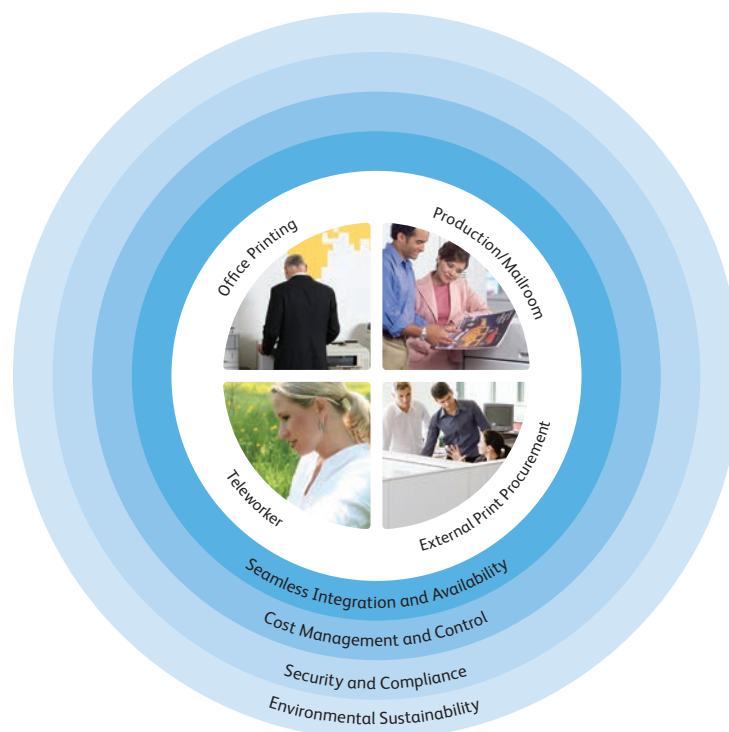 Office Printing
Production/Mailroom
Teleworker
External Print Procurement
Seamless Integration and Availability
Cost Management and Control
Security and Compliance
Environmental Sustainability